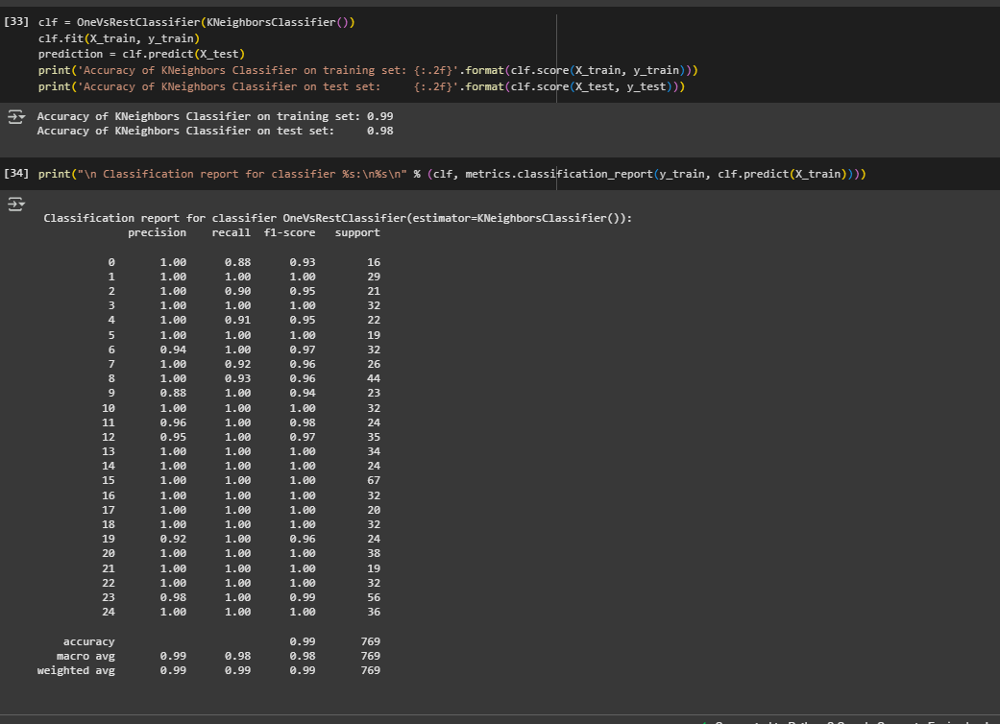 [33] clf = OneVsRestClassifier(KNeighborsClassifier())
clf.fit(X_train, y_train)
prediction = clf.predict(X_test)
print('Accuracy of KNeighbors Classifier on training set: {:.2f}'.format(clf.score(X_train, y_train)))
print('Accuracy of KNeighbors Classifier on test set:     {:.2f}'.format(clf.score(X_test, y_test)))
Accuracy of KNeighbors Classifier on training set: 0.99
Accuracy of KNeighbors Classifier on test set:     0.98
[34] print("\n Classification report for classifier %s:\n%s\n" % (clf, metrics.classification_report(y_train, clf.predict(X_train))))
Classification report for classifier OneVsRestClassifier(estimator=KNeighborsClassifier()):
precision    recall  f1-score   support
0       1.00      0.88      0.93        16
1       1.00      1.00      1.00        29
2       1.00      0.90      0.95        21
3       1.00      1.00      1.00        32
4       1.00      0.91      0.95        22
5       1.00      1.00      1.00        19
6       0.94      1.00      0.97        32
7       1.00      0.92      0.96        26
8       1.00      0.93      0.96        44
9       0.88      1.00      0.94        23
10       1.00      1.00      1.00        32
11       0.96      1.00      0.98        24
12       0.95      1.00      0.97        35
13       1.00      1.00      1.00        34
14       1.00      1.00      1.00        24
15       1.00      1.00      1.00        67
16       1.00      1.00      1.00        32
17       1.00      1.00      1.00        20
18       1.00      1.00      1.00        32
19       0.92      1.00      0.96        24
20       1.00      1.00      1.00        38
21       1.00      1.00      1.00        19
22       1.00      1.00      1.00        32
23       0.98      1.00      0.99        56
24       1.00      1.00      1.00        36
accuracy                           0.99       769
macro avg       0.99      0.98      0.98       769
weighted avg       0.99      0.99      0.99       769